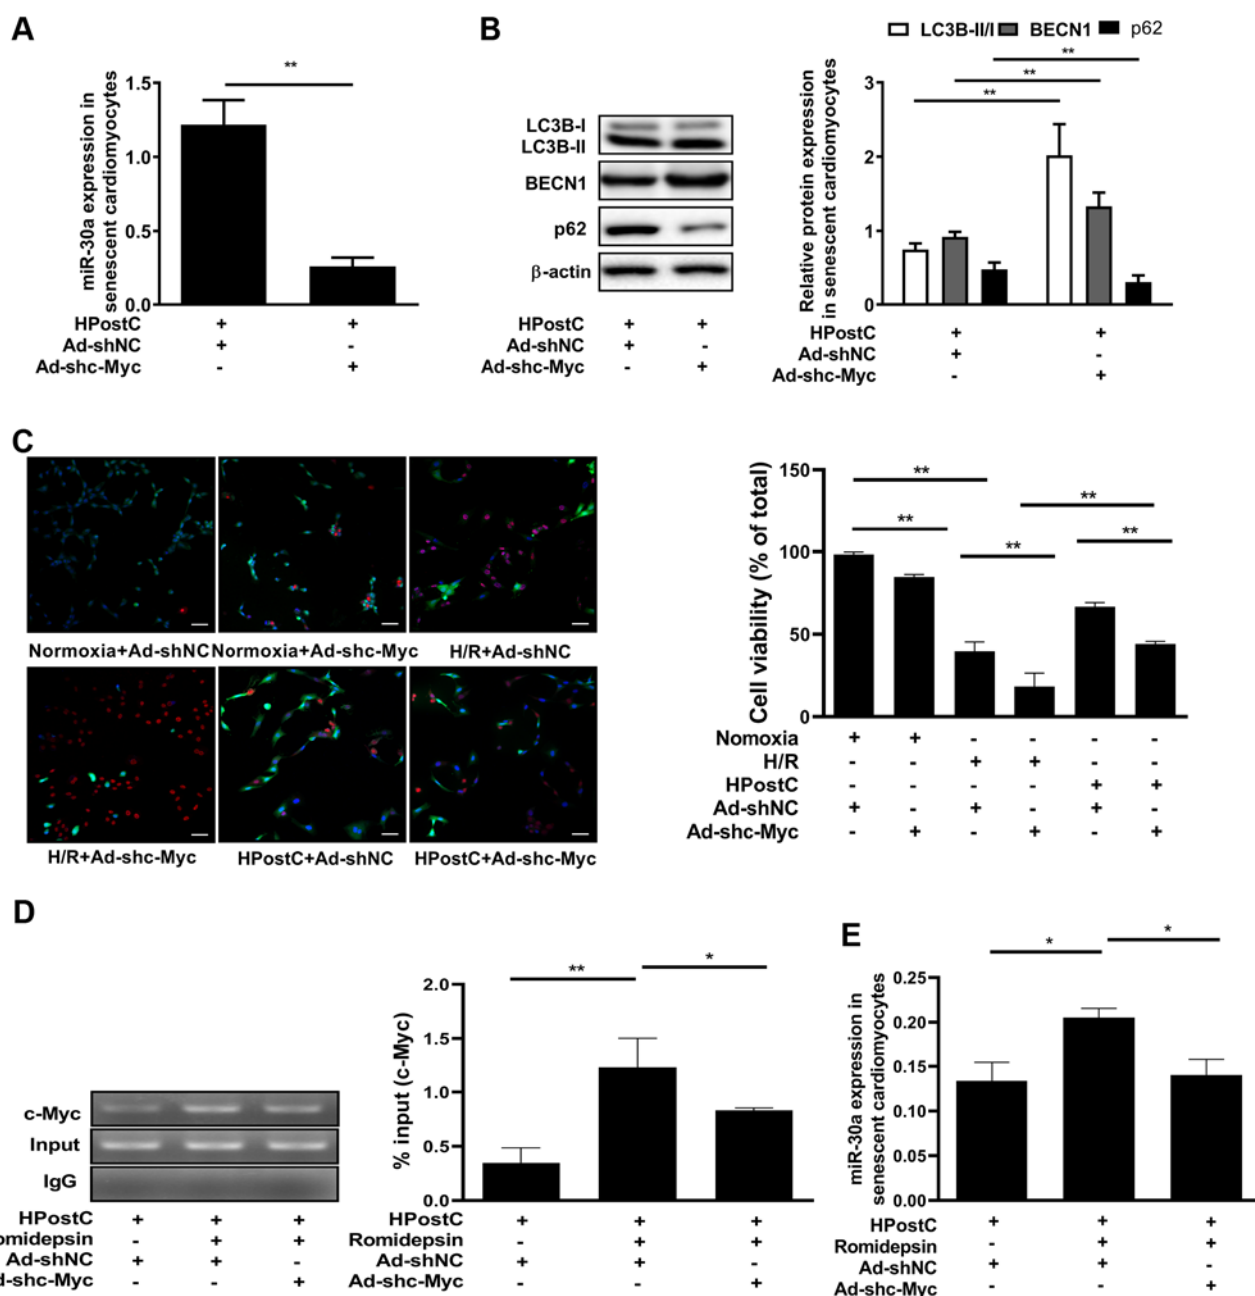 A
miR-30a expression in
senescent cardiomyocytes
1.5
1.0
0.5
0.0
**
HPostC + +
Ad-shNC + -
Ad-shc-Myc - +
B
LC3B-I
LC3B-II
BECN1
p62
β-actin
HPostC + +
Ad-shNC + -
Ad-shc-Myc - +
LC3B-II/I BECN1 p62
Relative protein expression
in senescent cardiomyocytes
3
2
1
0
**
**
**
HPostC + +
Ad-shNC + -
Ad-shc-Myc - +
C
Normoxia+Ad-shNC Normoxia+Ad-shc-Myc H/R+Ad-shNC
H/R+Ad-shc-Myc HPostC+Ad-shNC HPostC+Ad-shc-Myc
Cell viability (% of total)
150
100
50
0
**
**
**
**
**
Nomoxia + + - - - -
H/R - - + + - -
HPostC - - - - + +
Ad-shNC + - + - + -
Ad-shc-Myc - + - + - +
D
c-Myc
Input
IgG
HPostC + + +
omidepsin - + +
Ad-shNC + + -
d-shc-Myc - - +
% input (c-Myc)
2.0
1.5
1.0
0.5
0.0
**
*
HPostC + + +
Romidepsin - + +
Ad-shNC + + -
Ad-shc-Myc - - +
E
miR-30a expression in
senescent cardiomyocytes
0.25
0.20
0.15
0.10
0.05
0.00
*
*
HPostC + + +
Romidepsin - + +
Ad-shNC + + -
Ad-shc-Myc - - +